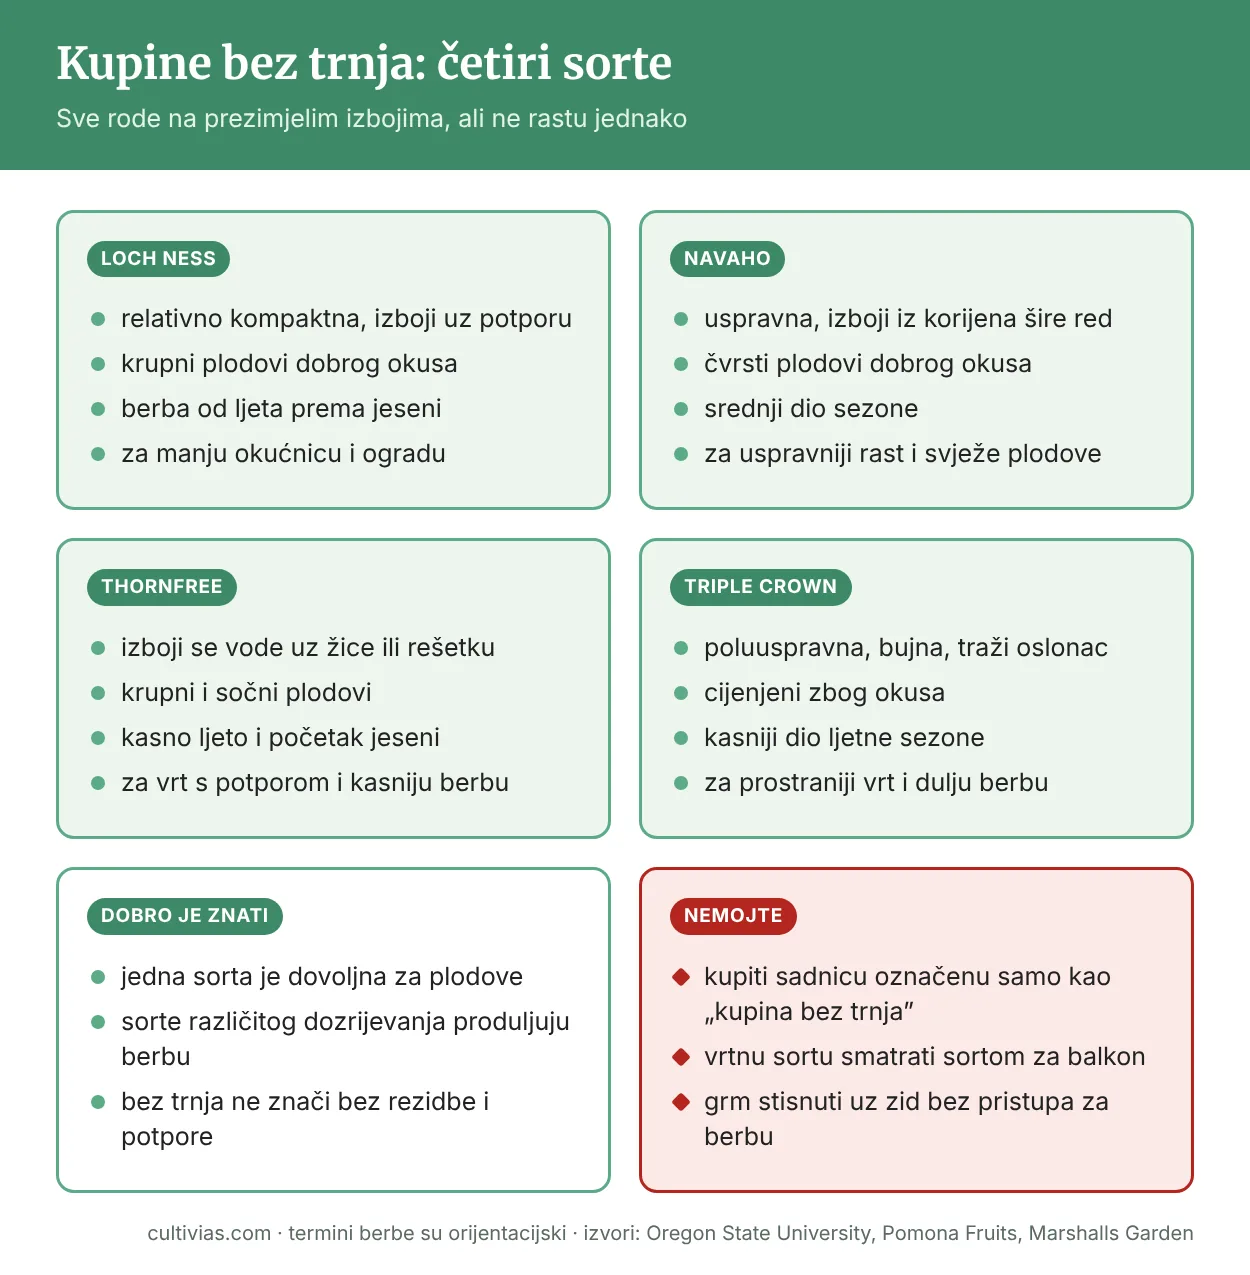 Kupine bez trnja: četiri sorte
Sve rode na prezimjelim izbojima, ali ne rastu jednako
LOCH NESS
relativno kompaktna, izboji uz potporu
krupni plodovi dobrog okusa
berba od ljeta prema jeseni
za manju okućnicu i ogradu
NAVAHO
uspravna, izboji iz korijena šire red
čvrsti plodovi dobrog okusa
srednji dio sezone
za uspravniji rast i svježe plodove
THORNFREE
izboji se vode uz žice ili rešetku
krupni i sočni plodovi
kasno ljeto i početak jeseni
za vrt s potporom i kasniju berbu
TRIPLE CROWN
poluuspravna, bujna, traži oslonac
cijenjeni zbog okusa
kasniji dio ljetne sezone
za prostraniji vrt i dulju berbu
DOBRO JE ZNATI
jedna sorta je dovoljna za plodove
sorte različitog dozrijevanja produljuju
berbu
bez trnja ne znači bez rezidbe i
potpore
NEMOJTE
kupiti sadnicu označenu samo kao
„kupina bez trnja”
vrtnu sortu smatrati sortom za balkon
grm stisnuti uz zid bez pristupa za
berbu
cultivias.com · termini berbe su orijentacijski · izvori: Oregon State University, Pomona Fruits, Marshalls Garden